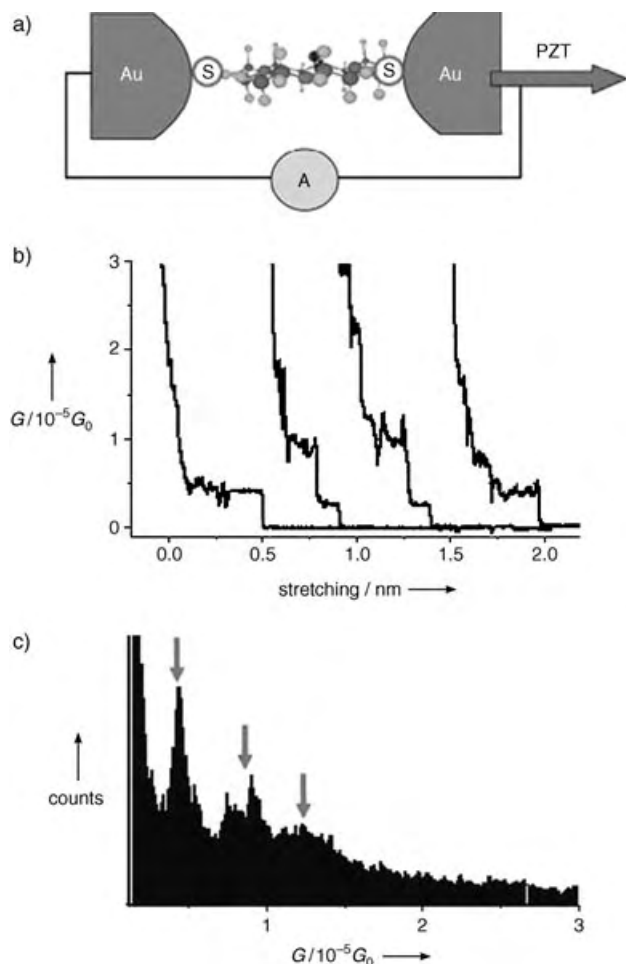 a)
Au
S
S
Au
PZT
A
b)
3
2
G/10⁻⁵G₀
1
0
0.0 0.5 1.0 1.5 2.0
stretching / nm
c)
counts
1 2 3
G/10⁻⁵G₀